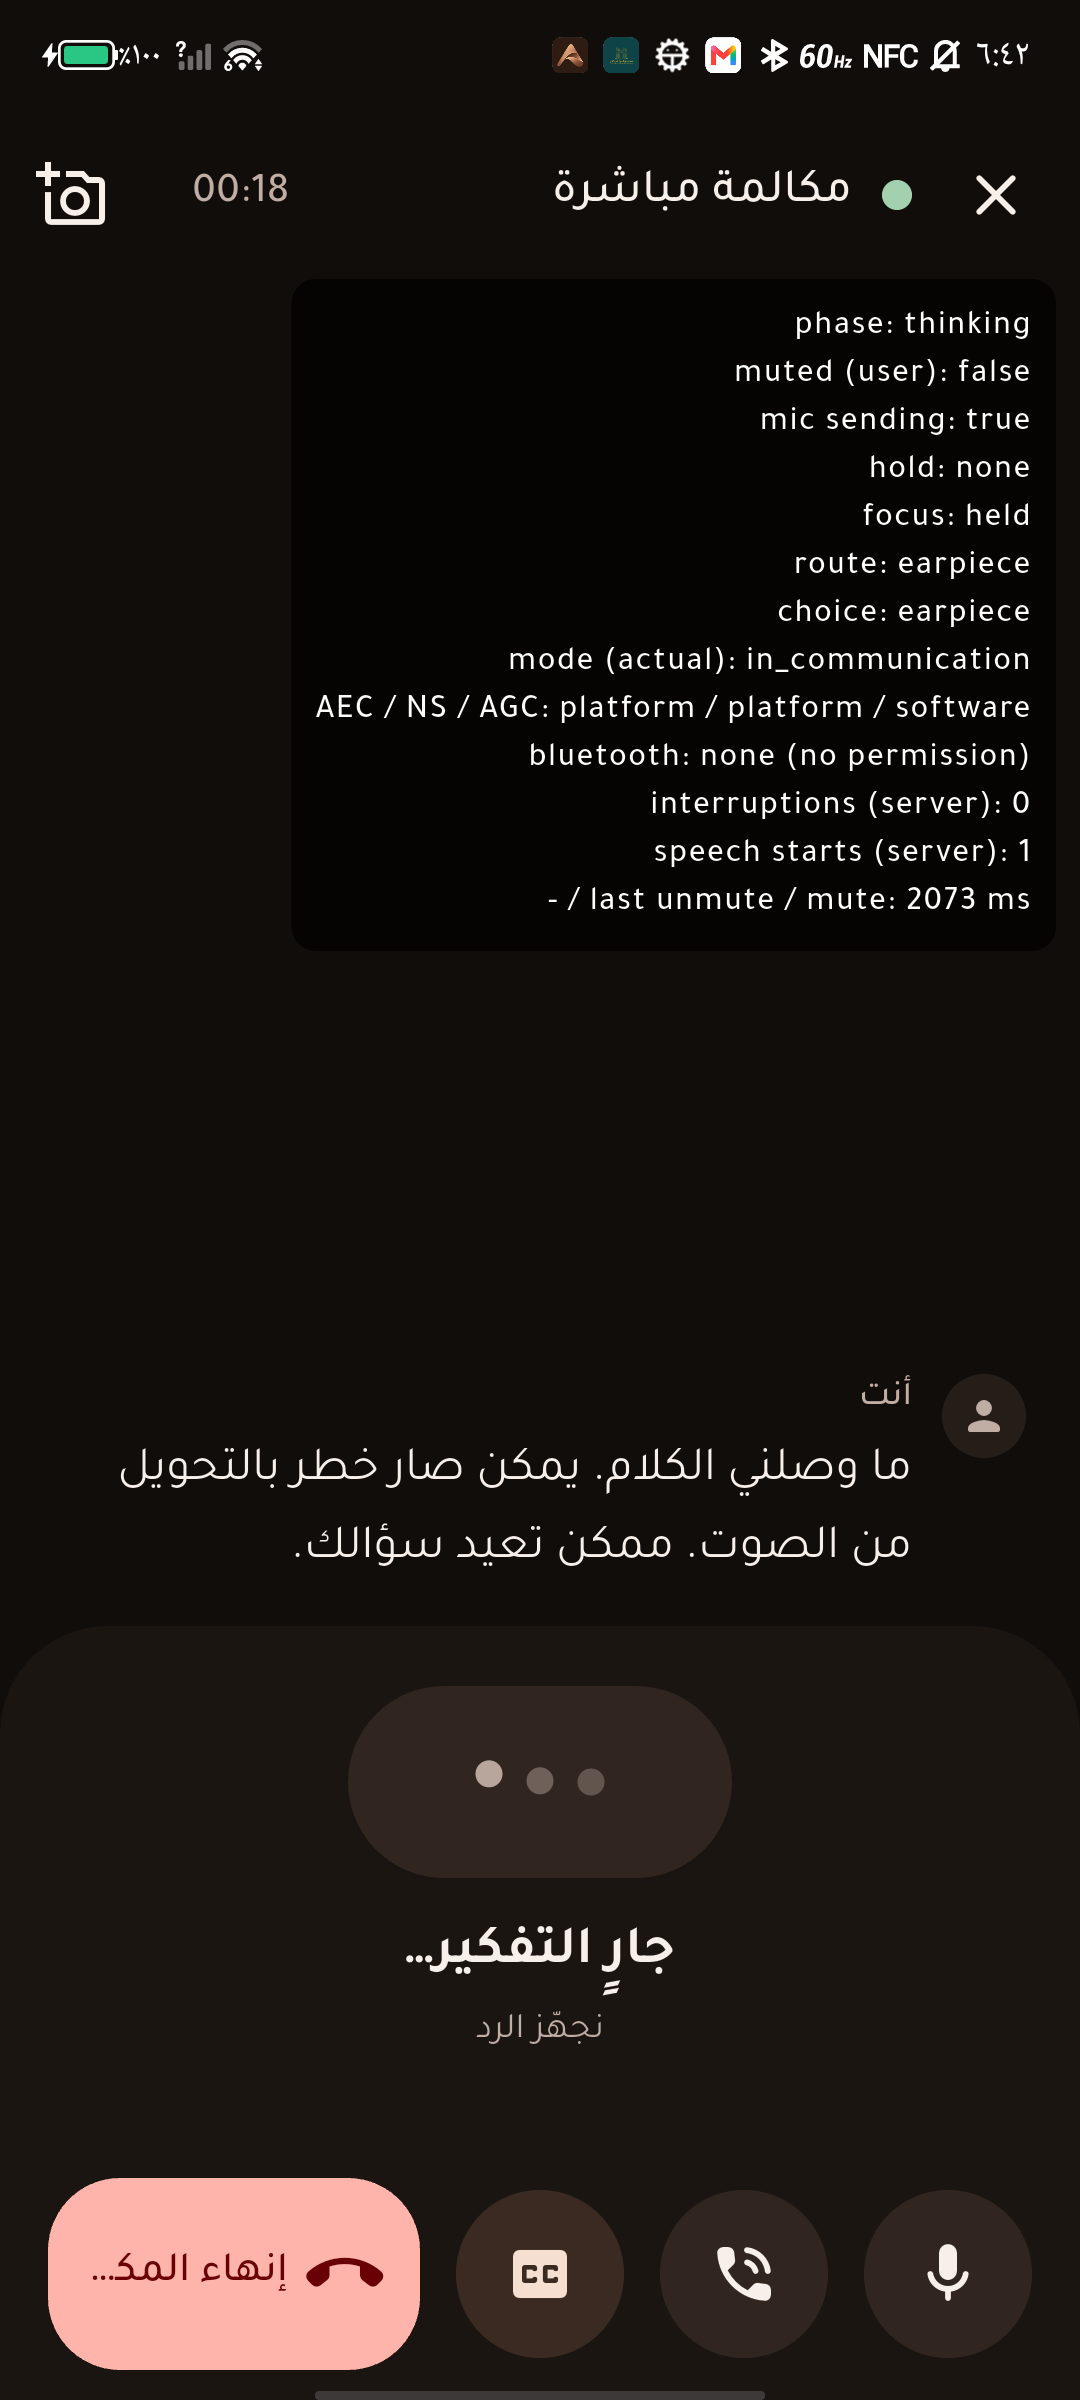 ٦:٤٢
NFC
60Hz
٪١٠٠
مكالمة مباشرة
00:18
phase: thinking
muted (user): false
mic sending: true
hold: none
focus: held
route: earpiece
choice: earpiece
mode (actual): in_communication
AEC / NS / AGC: platform / platform / software
bluetooth: none (no permission)
interruptions (server): 0
speech starts (server): 1
- / last unmute / mute: 2073 ms
أنت
ما وصلني الكلام. يمكن صار خطر بالتحويل
من الصوت. ممكن تعيد سؤالك.
جارٍ التفكير...
نجهّز الرد
CC
إنهاء المك...